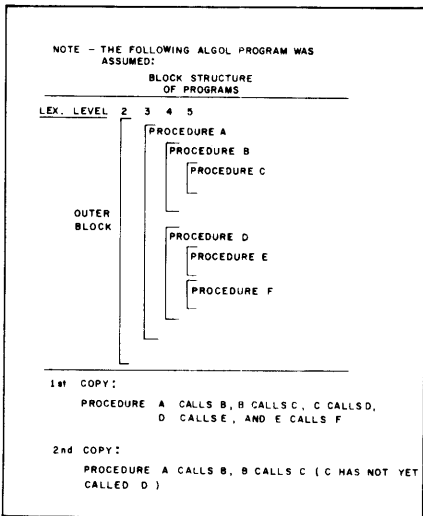 NOTE - THE FOLLOWING ALGOL PROGRAM WAS
ASSUMED:
BLOCK STRUCTURE
OF PROGRAMS
LEX. LEVEL 2 3 4 5
PROCEDURE A
PROCEDURE B
PROCEDURE C
OUTER
BLOCK
PROCEDURE D
PROCEDURE E
PROCEDURE F
1st COPY:
PROCEDURE A CALLS B, B CALLS C, C CALLS D,
D CALLS E, AND E CALLS F
2nd COPY:
PROCEDURE A CALLS B, B CALLS C ( C HAS NOT YET
CALLED D )